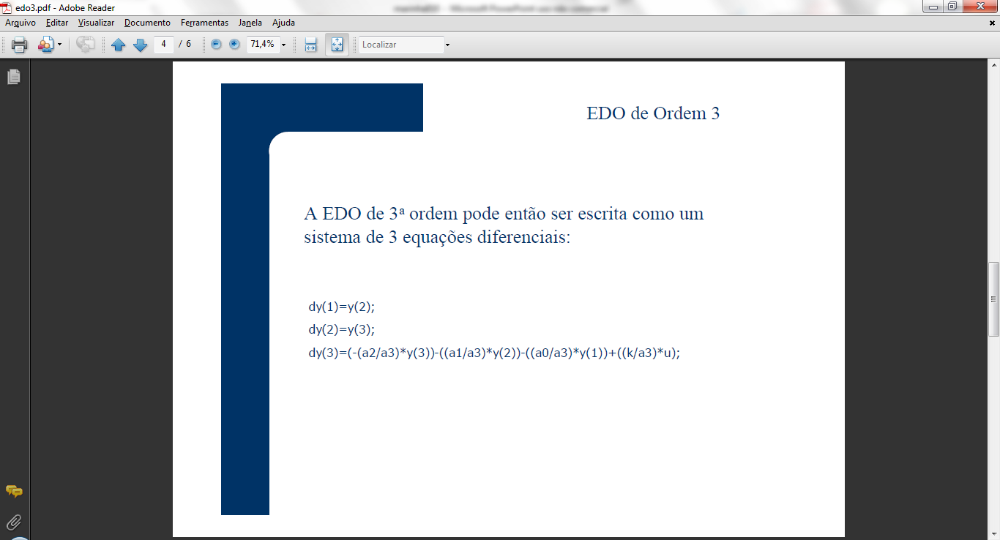 edo3.pdf - Adobe Reader
Arquivo Editar Visualizar Documento Ferramentas Janela Ajuda
4 / 6 71,4% Localizar
EDO de Ordem 3
A EDO de 3ª ordem pode então ser escrita como um
sistema de 3 equações diferenciais:
dy(1)=y(2);
dy(2)=y(3);
dy(3)=(-(a2/a3)*y(3))-((a1/a3)*y(2))-((a0/a3)*y(1))+((k/a3)*u);